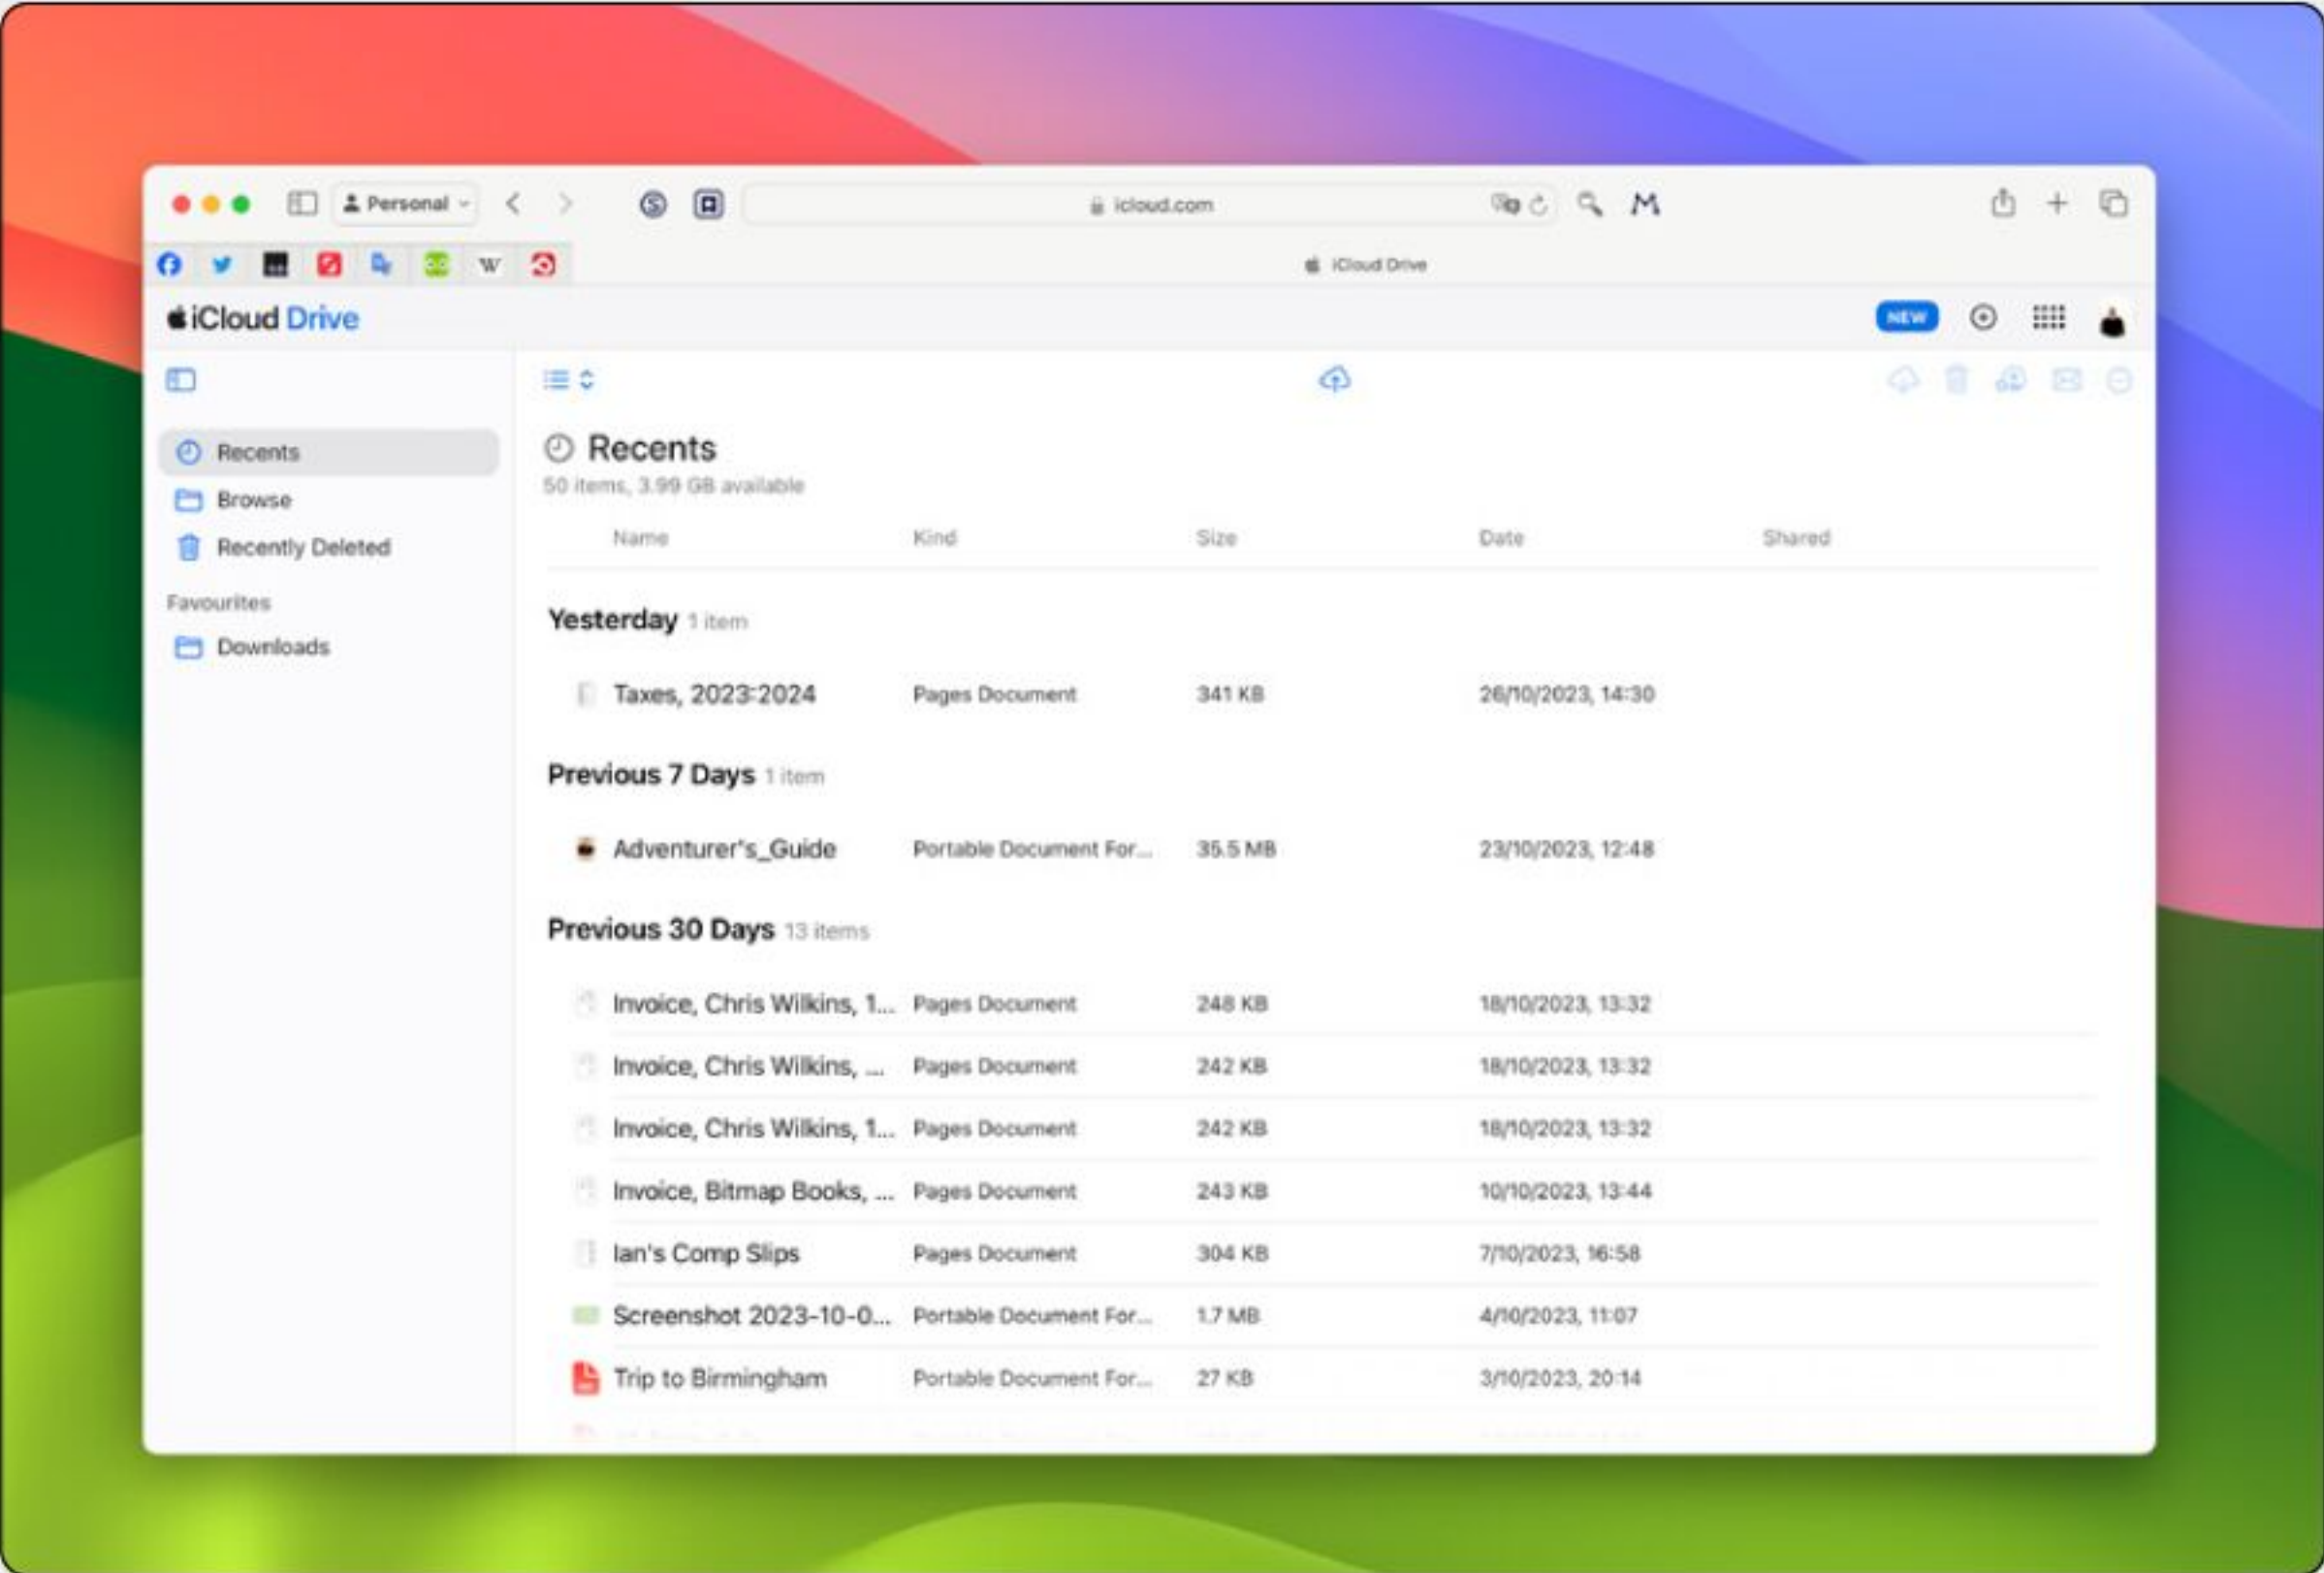 Personal
icloud.com
W
iCloud Drive
iCloud Drive
NEW
Recents
Browse
Recently Deleted
Favourites
Downloads
Recents
50 items, 3.99 GB available
Name Kind Size Date Shared
Yesterday 1 item
Taxes, 2023:2024 Pages Document 341 KB 26/10/2023, 14:30
Previous 7 Days 1 item
Adventurer's_Guide Portable Document For... 35.5 MB 23/10/2023, 12:48
Previous 30 Days 13 items
Invoice, Chris Wilkins, 1... Pages Document 248 KB 18/10/2023, 13:32
Invoice, Chris Wilkins, ... Pages Document 242 KB 18/10/2023, 13:32
Invoice, Chris Wilkins, 1... Pages Document 242 KB 18/10/2023, 13:32
Invoice, Bitmap Books, ... Pages Document 243 KB 10/10/2023, 13:44
Ian's Comp Slips Pages Document 304 KB 7/10/2023, 16:58
Screenshot 2023-10-0... Portable Document For... 1.7 MB 4/10/2023, 11:07
Trip to Birmingham Portable Document For... 27 KB 3/10/2023, 20:14